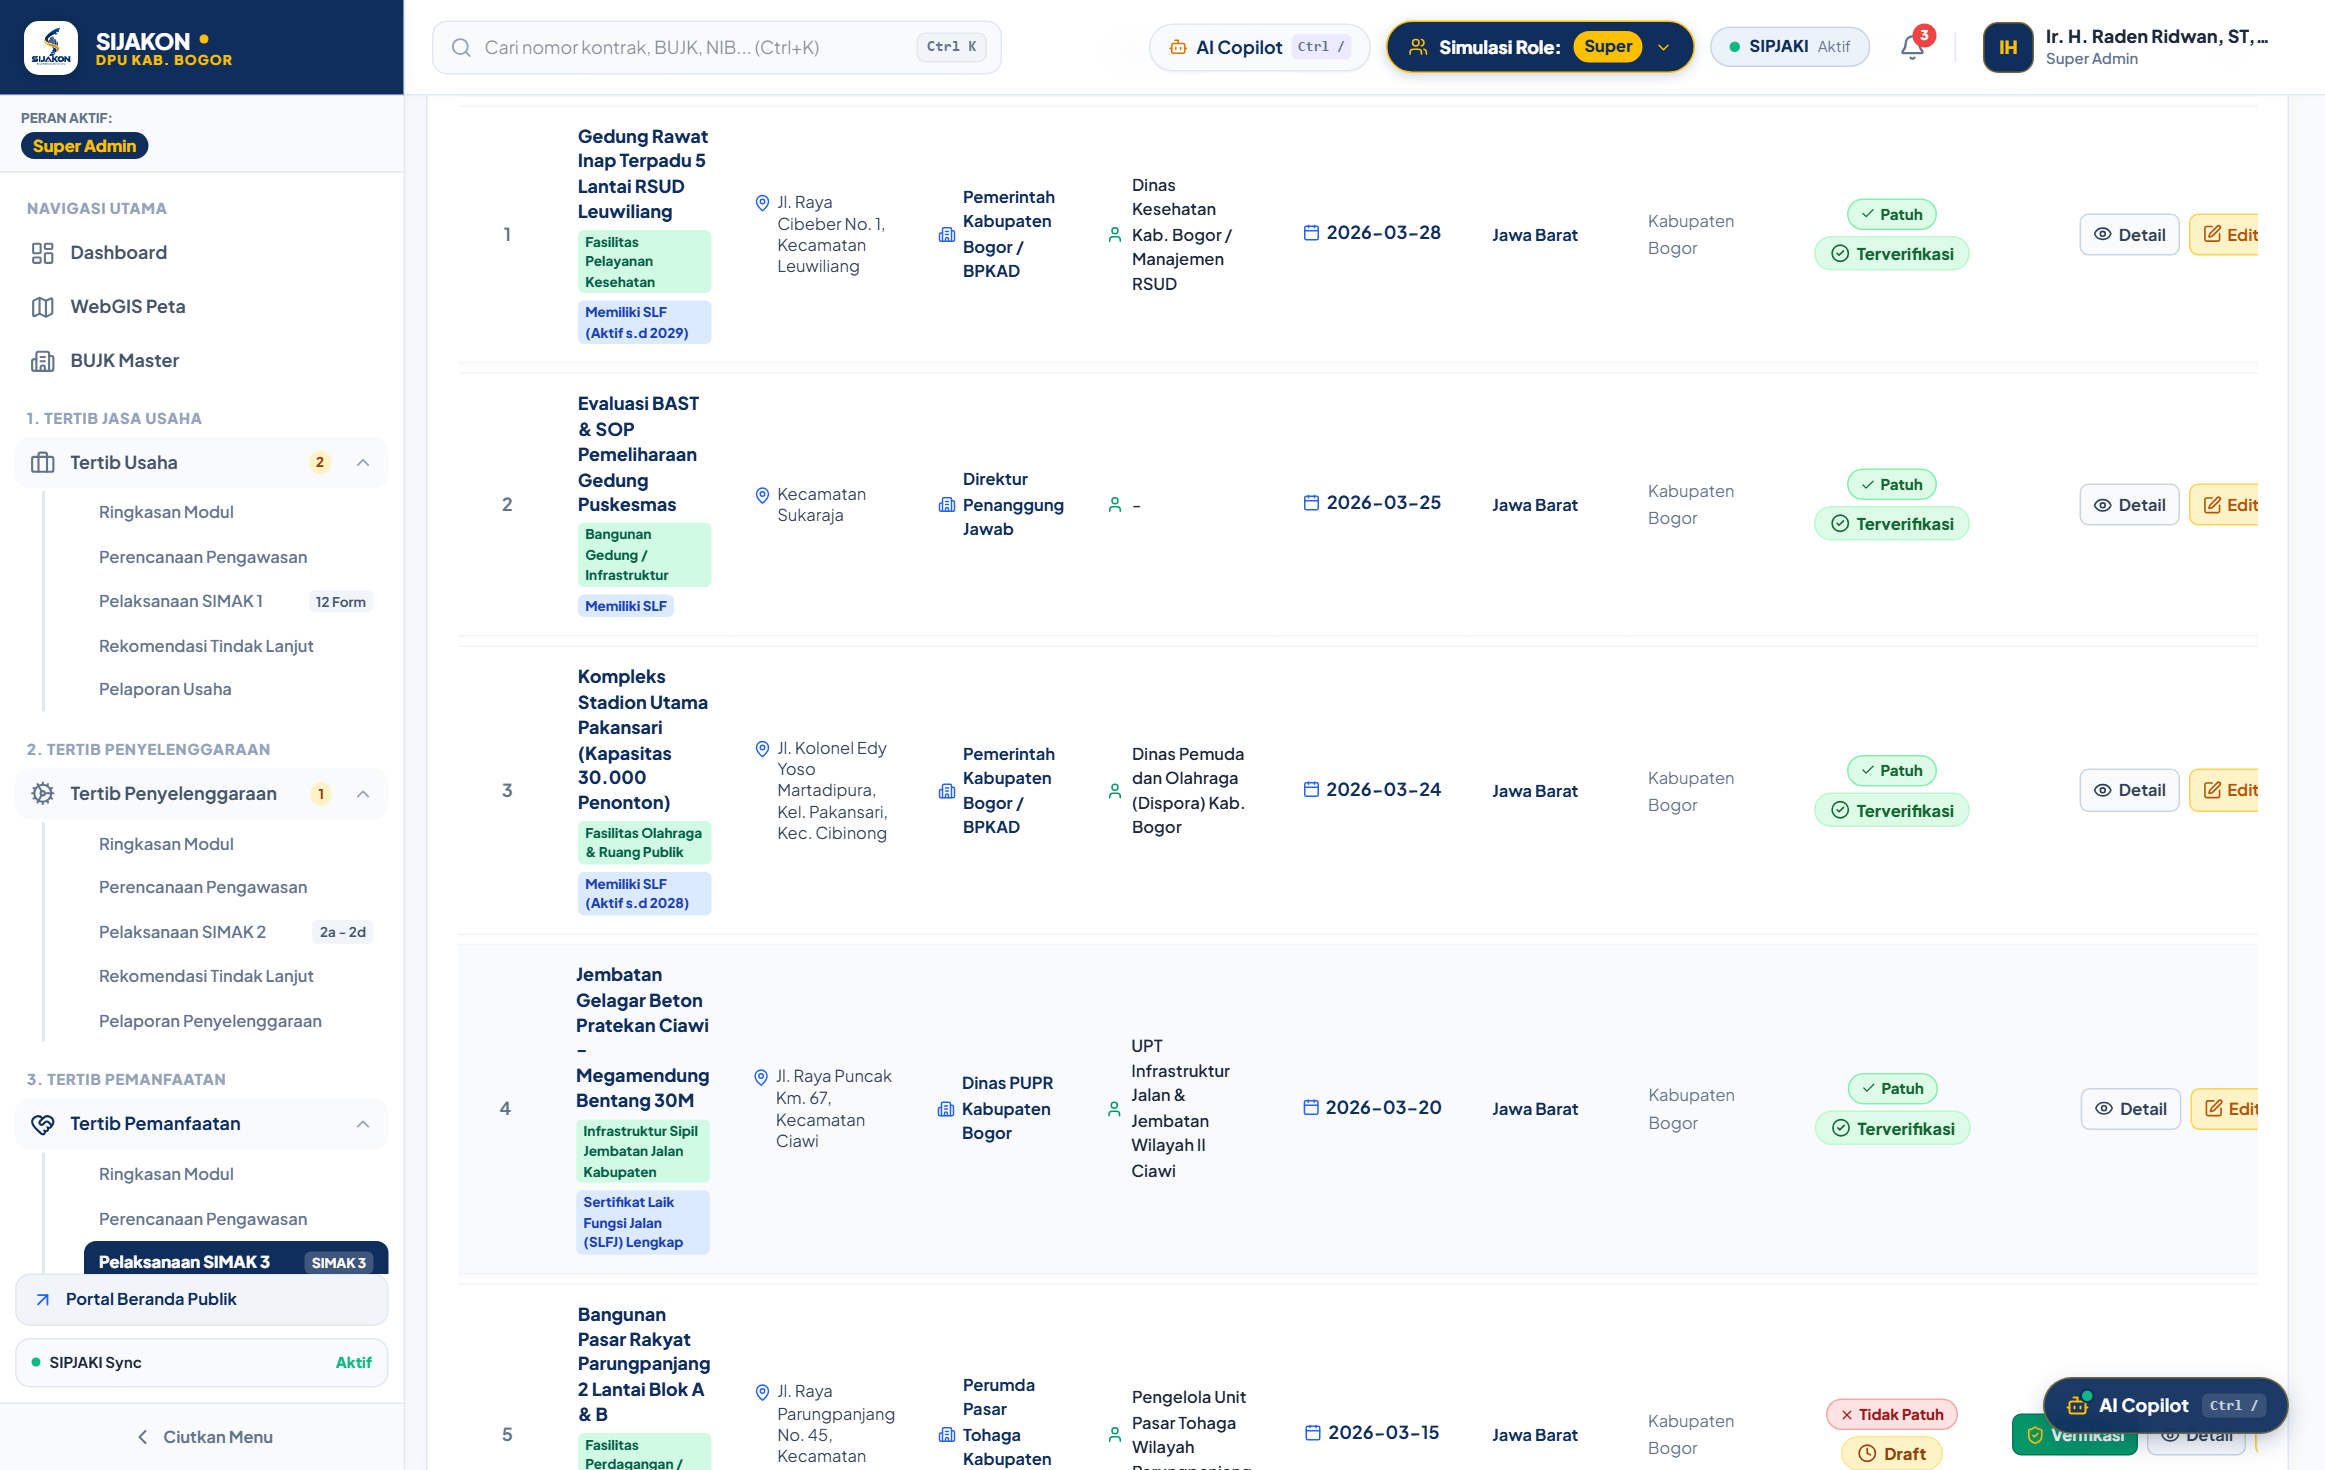 SIJAKON
DPU KAB. BOGOR
Cari nomor kontrak, BUJK, NIB... (Ctrl+K)
Ctrl K
AI Copilot
Ctrl /
Simulasi Role:
Super
SIPJAKI Aktif
3
IH
Ir. H. Raden Ridwan, ST,...
Super Admin
PERAN AKTIF:
Super Admin
NAVIGASI UTAMA
Dashboard
WebGIS Peta
BUJK Master
1. TERTIB JASA USAHA
Tertib Usaha
2
Ringkasan Modul
Perencanaan Pengawasan
Pelaksanaan SIMAK 1
12 Form
Rekomendasi Tindak Lanjut
Pelaporan Usaha
2. TERTIB PENYELENGGARAAN
Tertib Penyelenggaraan
1
Ringkasan Modul
Perencanaan Pengawasan
Pelaksanaan SIMAK 2
2a - 2d
Rekomendasi Tindak Lanjut
Pelaporan Penyelenggaraan
3. TERTIB PEMANFAATAN
Tertib Pemanfaatan
Ringkasan Modul
Perencanaan Pengawasan
Pelaksanaan SIMAK 3
SIMAK 3
Portal Beranda Publik
SIPJAKI Sync
Aktif
Ciutkan Menu
1
Gedung Rawat
Inap Terpadu 5
Lantai RSUD
Leuwiliang
Fasilitas
Pelayanan
Kesehatan
Memiliki SLF
(Aktif s.d 2029)
Jl. Raya
Cibeber No. 1,
Kecamatan
Leuwiliang
Pemerintah
Kabupaten
Bogor /
BPKAD
Dinas
Kesehatan
Kab. Bogor /
Manajemen
RSUD
2026-03-28
Jawa Barat
Kabupaten
Bogor
Patuh
Terverifikasi
Detail
Edit
2
Evaluasi BAST
& SOP
Pemeliharaan
Gedung
Puskesmas
Bangunan
Gedung /
Infrastruktur
Memiliki SLF
Kecamatan
Sukaraja
Direktur
Penanggung
Jawab
-
2026-03-25
Jawa Barat
Kabupaten
Bogor
Patuh
Terverifikasi
Detail
Edit
3
Kompleks
Stadion Utama
Pakansari
(Kapasitas
30.000
Penonton)
Fasilitas Olahraga
& Ruang Publik
Memiliki SLF
(Aktif s.d 2028)
Jl. Kolonel Edy
Yoso
Martadipura,
Kel. Pakansari,
Kec. Cibinong
Pemerintah
Kabupaten
Bogor /
BPKAD
Dinas Pemuda
dan Olahraga
(Dispora) Kab.
Bogor
2026-03-24
Jawa Barat
Kabupaten
Bogor
Patuh
Terverifikasi
Detail
Edit
4
Jembatan
Gelagar Beton
Pratekan Ciawi
-
Megamendung
Bentang 30M
Infrastruktur Sipil
Jembatan Jalan
Kabupaten
Sertifikat Laik
Fungsi Jalan
(SLFJ) Lengkap
Jl. Raya Puncak
Km. 67,
Kecamatan
Ciawi
Dinas PUPR
Kabupaten
Bogor
UPT
Infrastruktur
Jalan &
Jembatan
Wilayah II
Ciawi
2026-03-20
Jawa Barat
Kabupaten
Bogor
Patuh
Terverifikasi
Detail
Edit
5
Bangunan
Pasar Rakyat
Parungpanjang
2 Lantai Blok A
& B
Fasilitas
Perdagangan /
Jl. Raya
Parungpanjang
No. 45,
Kecamatan
Perumda
Pasar
Tohaga
Kabupaten
Pengelola Unit
Pasar Tohaga
Wilayah
2026-03-15
Jawa Barat
Kabupaten
Bogor
Tidak Patuh
Draft
Verifikasi
Detail
AI Copilot
Ctrl /